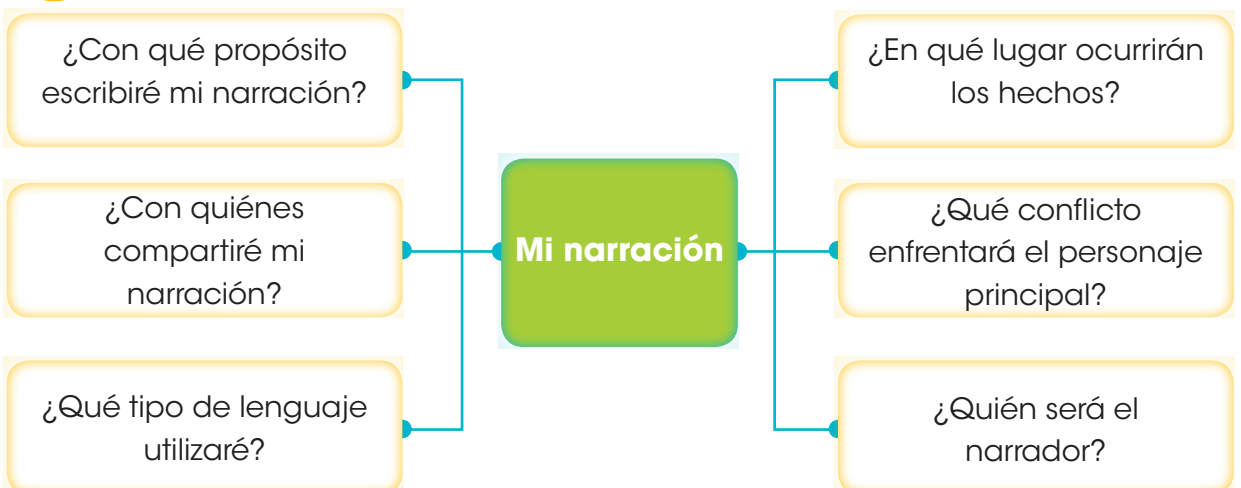 ¿Con qué propósito
escribiré mi narración?
¿Con quiénes
compartiré mi
narración?
¿Qué tipo de lenguaje
utilizaré?
Mi narración
¿En qué lugar ocurrirán
los hechos?
¿Qué conflicto
enfrentará el personaje
principal?
¿Quién será el
narrador?